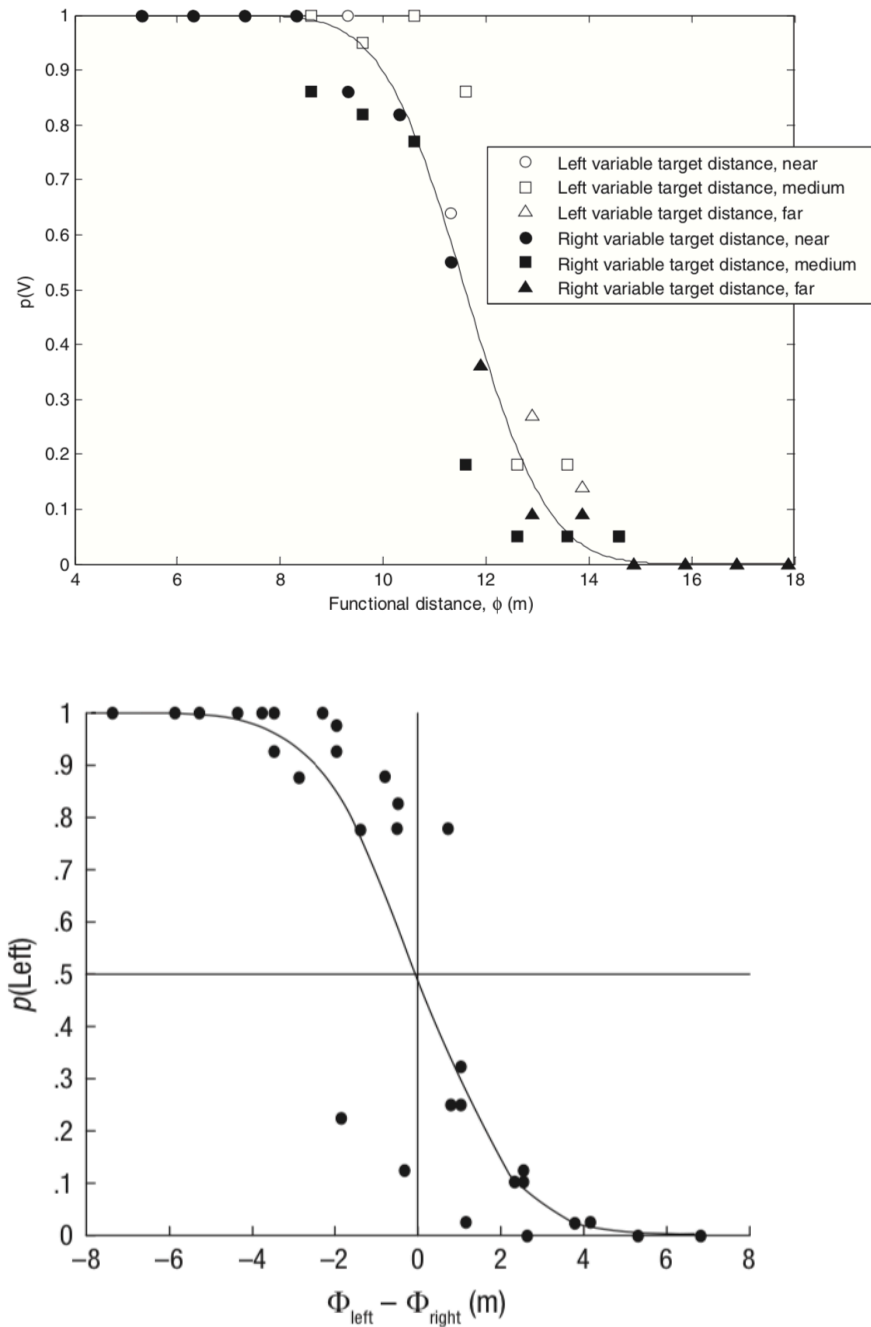 1
0.9
0.8
0.7
0.6
0.5
0.4
0.3
0.2
0.1
0
p(V)
Left variable target distance, near
Left variable target distance, medium
Left variable target distance, far
Right variable target distance, near
Right variable target distance, medium
Right variable target distance, far
4 6 8 10 12 14 16 18
Functional distance, ϕ (m)
1
.9
.8
.7
.6
.5
.4
.3
.2
.1
0
p(Left)
−8 −6 −4 −2 0 2 4 6 8
Φleft − Φright (m)